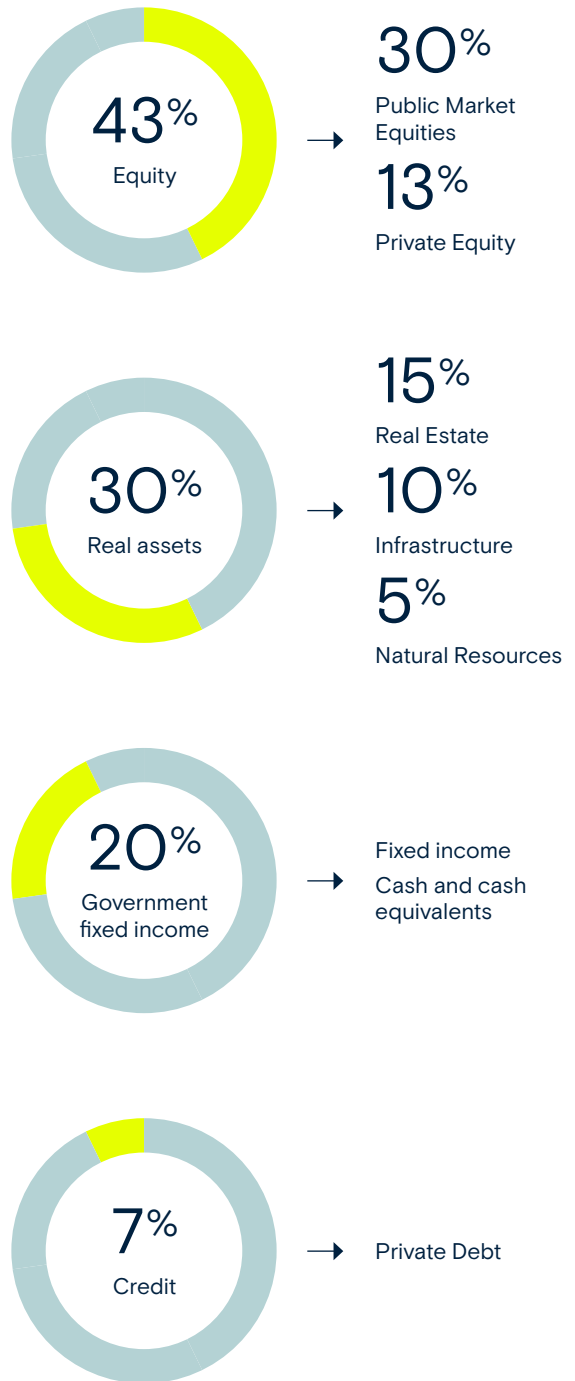 43%
Equity
30%
Public Market
Equities
13%
Private Equity
30%
Real assets
15%
Real Estate
10%
Infrastructure
5%
Natural Resources
20%
Government
fixed income
Fixed income
Cash and cash
equivalents
7%
Credit
Private Debt